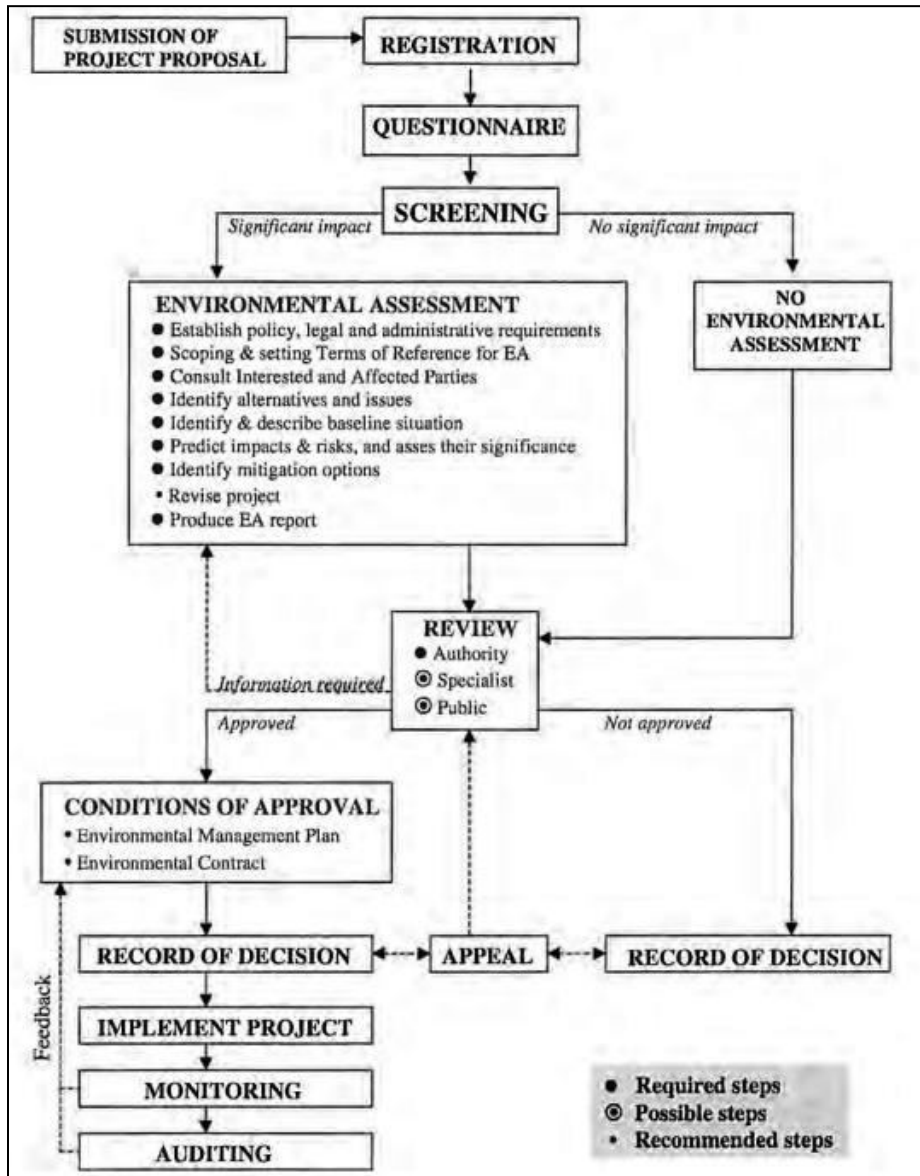 SUBMISSION OF
PROJECT PROPOSAL
REGISTRATION
QUESTIONNAIRE
SCREENING
Significant impact
No significant impact
ENVIRONMENTAL ASSESSMENT
● Establish policy, legal and administrative requirements
● Scoping & setting Terms of Reference for EA
● Consult Interested and Affected Parties
● Identify alternatives and issues
● Identify & describe baseline situation
● Predict impacts & risks, and asses their significance
● Identify mitigation options
• Revise project
● Produce EA report
NO
ENVIRONMENTAL
ASSESSMENT
REVIEW
● Authority
◉ Specialist
◉ Public
Information required
Approved
Not approved
CONDITIONS OF APPROVAL
• Environmental Management Plan
• Environmental Contract
RECORD OF DECISION
APPEAL
RECORD OF DECISION
Feedback
IMPLEMENT PROJECT
MONITORING
AUDITING
● Required steps
◉ Possible steps
• Recommended steps